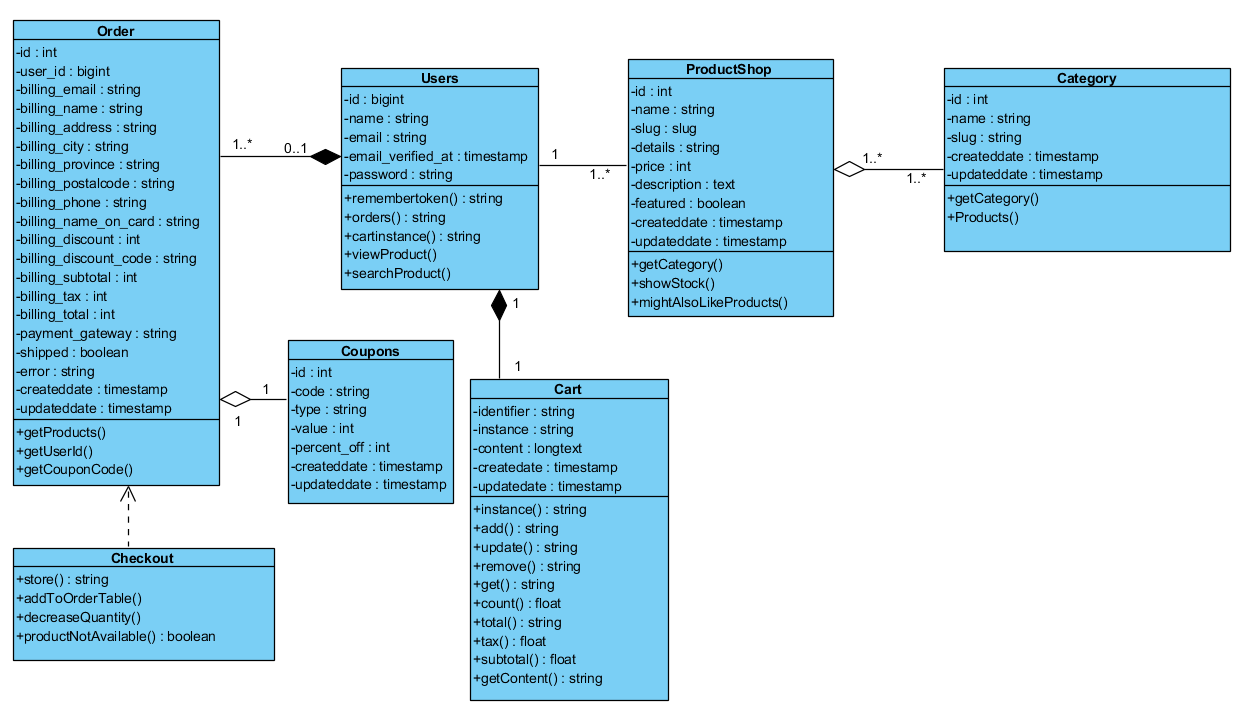 Order
-id : int
-user_id : bigint
-billing_email : string
-billing_name : string
-billing_address : string
-billing_city : string
-billing_province : string
-billing_postalcode : string
-billing_phone : string
-billing_name_on_card : string
-billing_discount : int
-billing_discount_code : string
-billing_subtotal : int
-billing_tax : int
-billing_total : int
-payment_gateway : string
-shipped : boolean
-error : string
-createddate : timestamp
-updateddate : timestamp
+getProducts()
+getUserId()
+getCouponCode()
1..*
0..1
Users
-id : bigint
-name : string
-email : string
-email_verified_at : timestamp
-password : string
+remembertoken() : string
+orders() : string
+cartinstance() : string
+viewProduct()
+searchProduct()
1
1..*
ProductShop
-id : int
-name : string
-slug : slug
-details : string
-price : int
-description : text
-featured : boolean
-createddate : timestamp
-updateddate : timestamp
+getCategory()
+showStock()
+mightAlsoLikeProducts()
1..*
1..*
Category
-id : int
-name : string
-slug : string
-createddate : timestamp
-updateddate : timestamp
+getCategory()
+Products()
1
1
Coupons
-id : int
-code : string
-type : string
-value : int
-percent_off : int
-createddate : timestamp
-updateddate : timestamp
1
1
Cart
-identifier : string
-instance : string
-content : longtext
-createdate : timestamp
-updatedate : timestamp
+instance() : string
+add() : string
+update() : string
+remove() : string
+get() : string
+count() : float
+total() : string
+tax() : float
+subtotal() : float
+getContent() : string
Checkout
+store() : string
+addToOrderTable()
+decreaseQuantity()
+productNotAvailable() : boolean